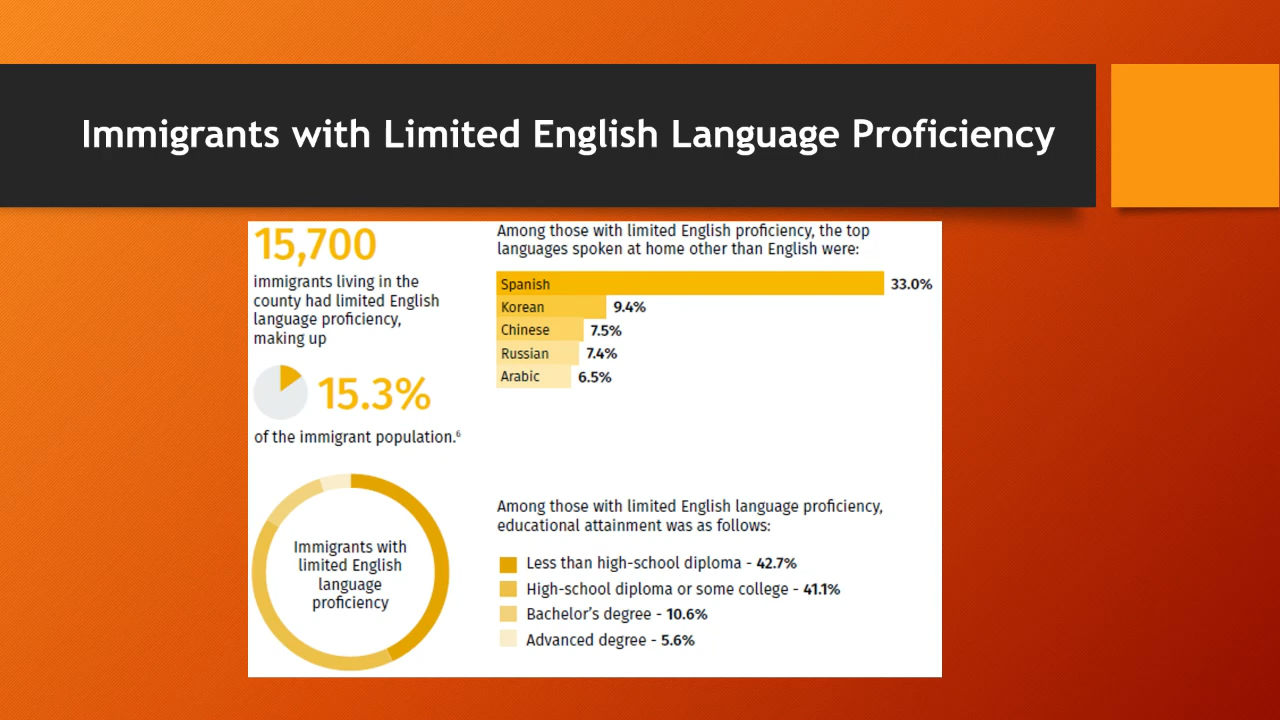 Immigrants with Limited English Language Proficiency
15,700
immigrants living in the
county had limited English
language proficiency,
making up
15.3%
of the immigrant population.⁶
Among those with limited English proficiency, the top
languages spoken at home other than English were:
Spanish 33.0%
Korean 9.4%
Chinese 7.5%
Russian 7.4%
Arabic 6.5%
Immigrants with
limited English
language
proficiency
Among those with limited English language proficiency,
educational attainment was as follows:
Less than high-school diploma - 42.7%
High-school diploma or some college - 41.1%
Bachelor’s degree - 10.6%
Advanced degree - 5.6%